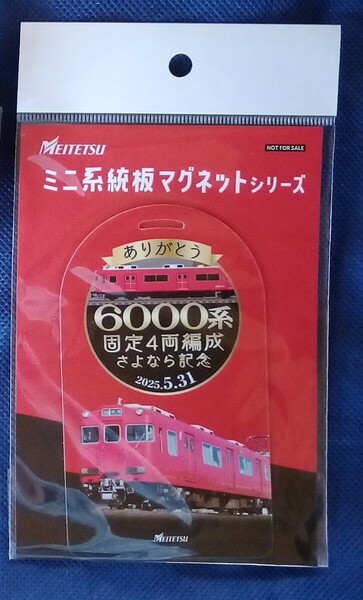 MEITETSU
NOT FOR SALE
ミニ系統板マグネットシリーズ
ありがとう
6000系
固定4両編成
さよなら記念
2025.5.31
MEITETSU